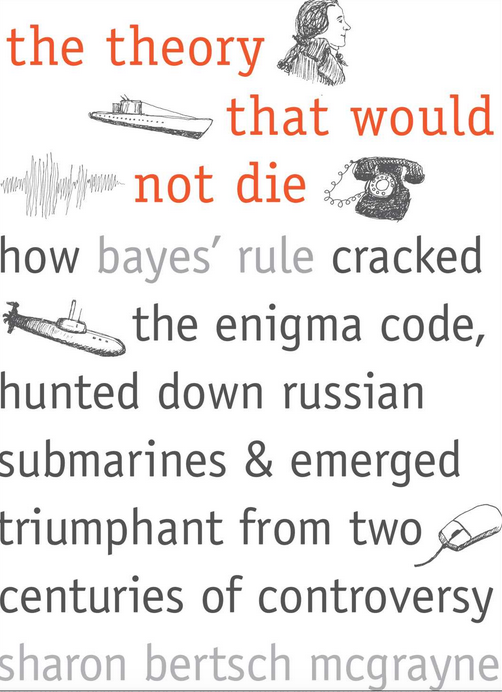 the theory
that would
not die
how bayes’ rule cracked
the enigma code,
hunted down russian
submarines & emerged
triumphant from two
centuries of controversy
sharon bertsch mcgrayne